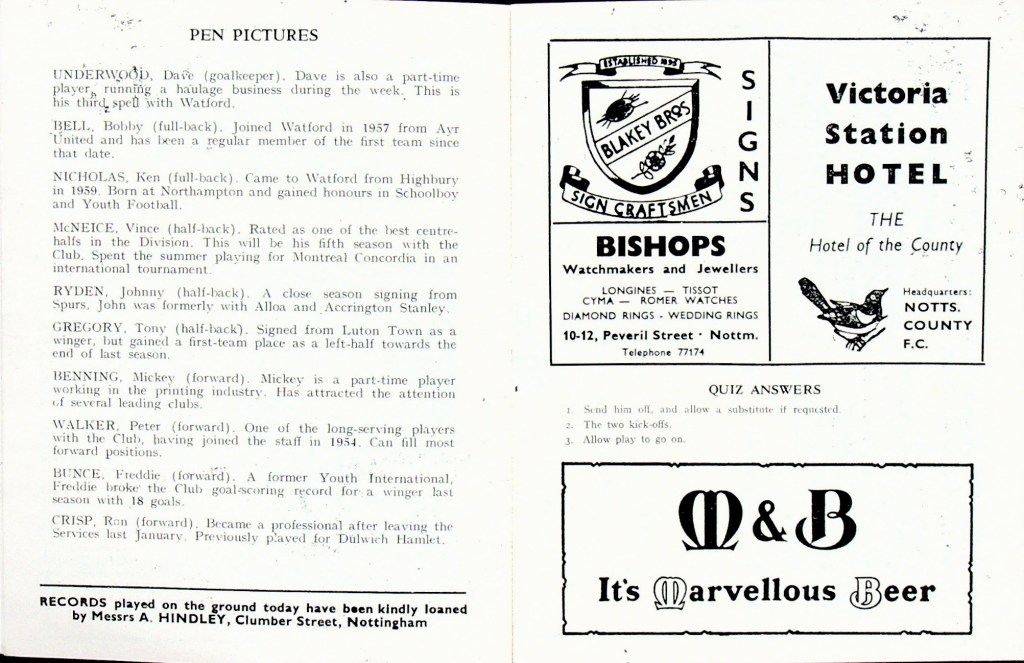 PEN PICTURES
UNDERWOOD, Dave (goalkeeper). Dave is also a part-time
player, running a haulage business during the week. This is
his third spell with Watford.
BELL, Bobby (full-back). Joined Watford in 1957 from Ayr
United and has been a regular member of the first team since
that date.
NICHOLAS, Ken (full-back). Came to Watford from Highbury
in 1959. Born at Northampton and gained honours in Schoolboy
and Youth Football.
McNEICE, Vince (half-back). Rated as one of the best centre-
halfs in the Division. This will be his fifth season with the
Club. Spent the summer playing for Montreal Concordia in an
international tournament.
RYDEN, Johnny (half-back). A close season signing from
Spurs, John was formerly with Alloa and Accrington Stanley.
GREGORY, Tony (half-back). Signed from Luton Town as a
winger, but gained a first-team place as a left-half towards the
end of last season.
BENNING, Mickey (forward). Mickey is a part-time player
working in the printing industry. Has attracted the attention
of several leading clubs.
WALKER, Peter (forward). One of the long-serving players
with the Club, having joined the staff in 1954. Can fill most
forward positions.
BUNCE, Freddie (forward). A former Youth International,
Freddie broke the Club goal-scoring record for a winger last
season with 18 goals.
CRISP, Ron (forward). Became a professional after leaving the
Services last January. Previously played for Dulwich Hamlet.
RECORDS played on the ground today have been kindly loaned
by Messrs A. HINDLEY, Clumber Street, Nottingham
ESTABLISHED 1895
BLAKEY BROS
SIGN CRAFTSMEN
SIGNS
BISHOPS
Watchmakers and Jewellers
LONGINES — TISSOT
CYMA — ROMER WATCHES
DIAMOND RINGS - WEDDING RINGS
10-12, Peveril Street · Nottm.
Telephone 77174
Victoria
Station
HOTEL
THE
Hotel of the County
Headquarters:
NOTTS.
COUNTY
F.C.
QUIZ ANSWERS
1. Send him off, and allow a substitute if requested.
2. The two kick-offs.
3. Allow play to go on.
M & B
It's Marvellous Beer